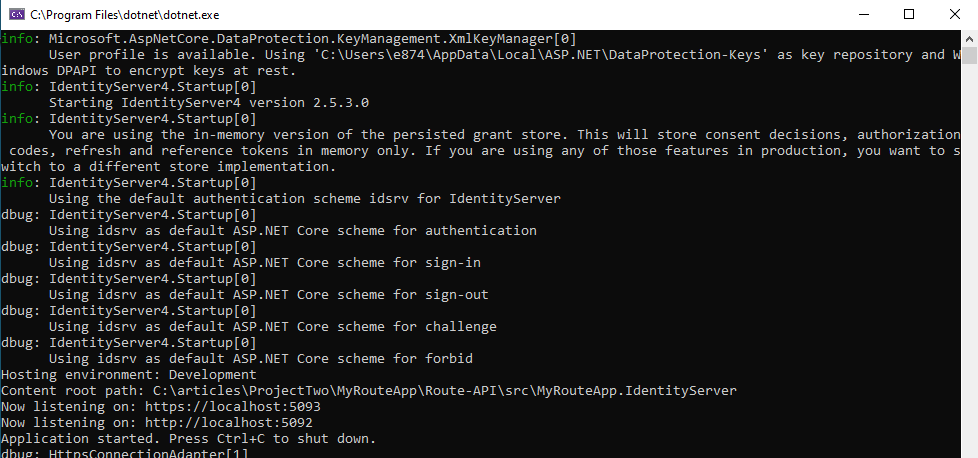 C:\Program Files\dotnet\dotnet.exe
info: Microsoft.AspNetCore.DataProtection.KeyManagement.XmlKeyManager[0]
      User profile is available. Using 'C:\Users\e874\AppData\Local\ASP.NET\DataProtection-Keys' as key repository and W
indows DPAPI to encrypt keys at rest.
info: IdentityServer4.Startup[0]
      Starting IdentityServer4 version 2.5.3.0
info: IdentityServer4.Startup[0]
      You are using the in-memory version of the persisted grant store. This will store consent decisions, authorization
 codes, refresh and reference tokens in memory only. If you are using any of those features in production, you want to s
witch to a different store implementation.
info: IdentityServer4.Startup[0]
      Using the default authentication scheme idsrv for IdentityServer
dbug: IdentityServer4.Startup[0]
      Using idsrv as default ASP.NET Core scheme for authentication
dbug: IdentityServer4.Startup[0]
      Using idsrv as default ASP.NET Core scheme for sign-in
dbug: IdentityServer4.Startup[0]
      Using idsrv as default ASP.NET Core scheme for sign-out
dbug: IdentityServer4.Startup[0]
      Using idsrv as default ASP.NET Core scheme for challenge
dbug: IdentityServer4.Startup[0]
      Using idsrv as default ASP.NET Core scheme for forbid
Hosting environment: Development
Content root path: C:\articles\ProjectTwo\MyRouteApp\Route-API\src\MyRouteApp.IdentityServer
Now listening on: https://localhost:5093
Now listening on: http://localhost:5092
Application started. Press Ctrl+C to shut down.
dbug: HttpsConnectionAdapter[1]